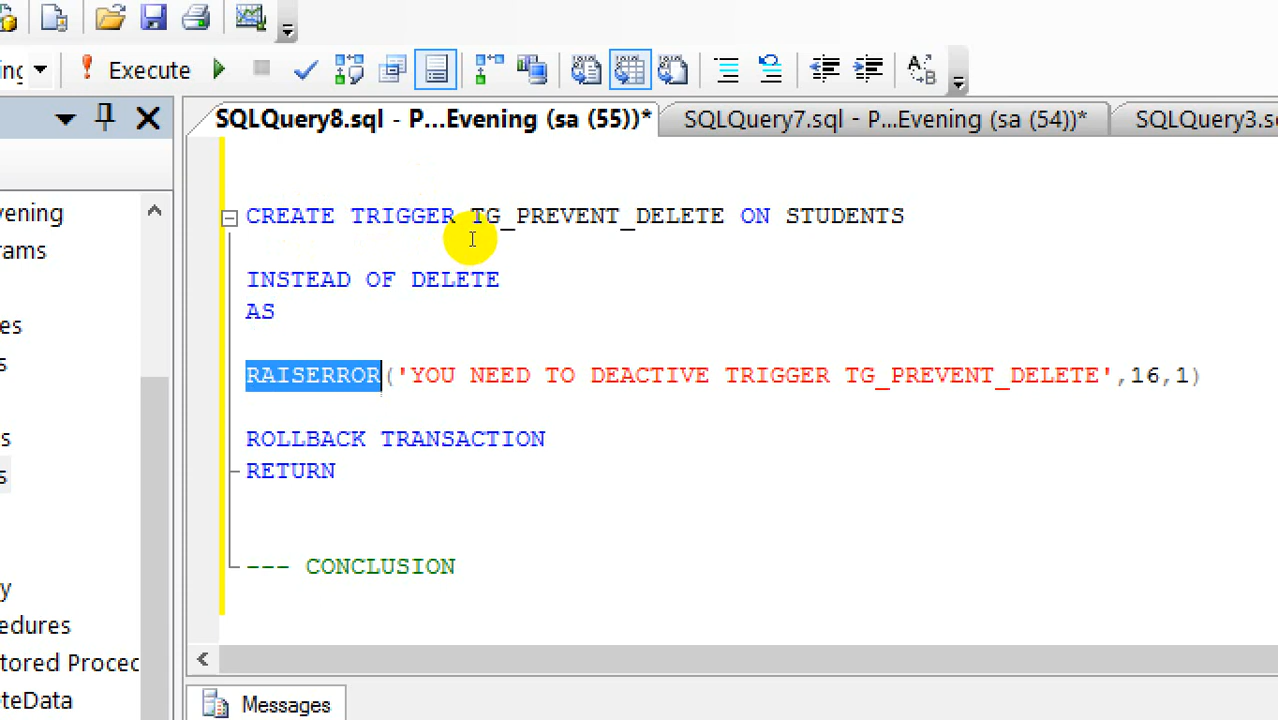 ing Execute
SQLQuery8.sql - P...Evening (sa (55))* SQLQuery7.sql - P...Evening (sa (54))* SQLQuery3.s
vening
rams
es
s
s
s
y
edures
tored Proced
teData
CREATE TRIGGER TG_PREVENT_DELETE ON STUDENTS
INSTEAD OF DELETE
AS
RAISERROR('YOU NEED TO DEACTIVE TRIGGER TG_PREVENT_DELETE',16,1)
ROLLBACK TRANSACTION
RETURN
--- CONCLUSION
Messages